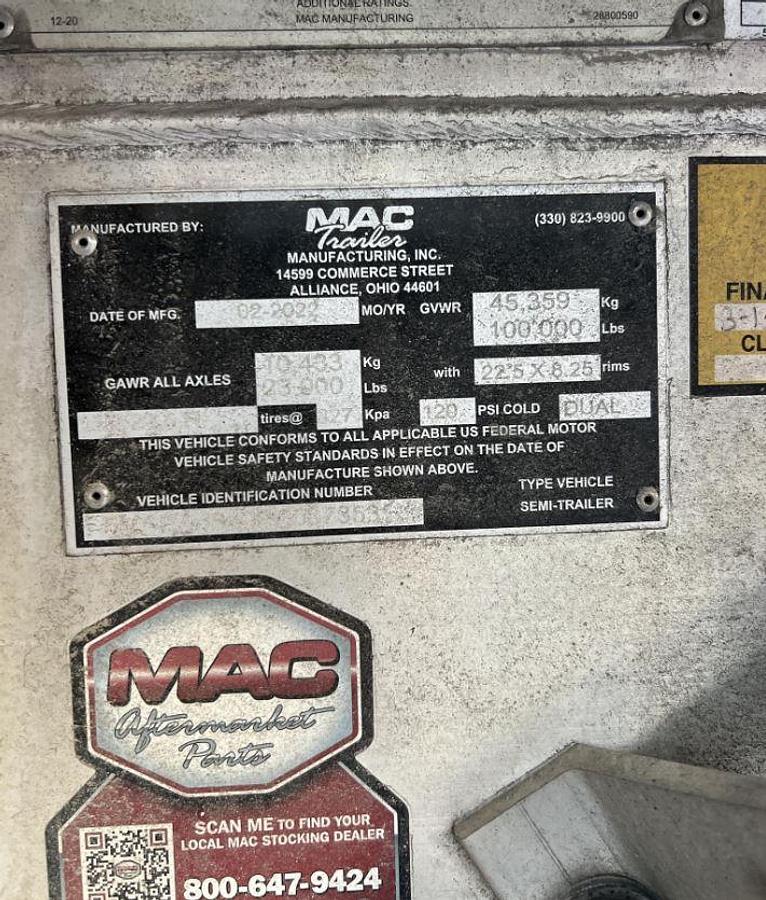 ADDITIONAL RATINGS.
12-20 MAC MANUFACTURING 28800590
MANUFACTURED BY: MAC (330) 823-9900
Trailer
MANUFACTURING, INC.
14599 COMMERCE STREET
ALLIANCE, OHIO 44601
DATE OF MFG. 02-2022 MO/YR GVWR 45,359 Kg
100,000 Lbs
GAWR ALL AXLES 10,433 Kg
23,000 Lbs
with 22.5 X 8.25 rims
tires@ Kpa 120 PSI COLD DUAL
THIS VEHICLE CONFORMS TO ALL APPLICABLE US FEDERAL MOTOR
VEHICLE SAFETY STANDARDS IN EFFECT ON THE DATE OF
MANUFACTURE SHOWN ABOVE.
VEHICLE IDENTIFICATION NUMBER TYPE VEHICLE
SEMI-TRAILER
FINA
CL
MAC
Aftermarket
Parts
SCAN ME TO FIND YOUR
LOCAL MAC STOCKING DEALER
800-647-9424